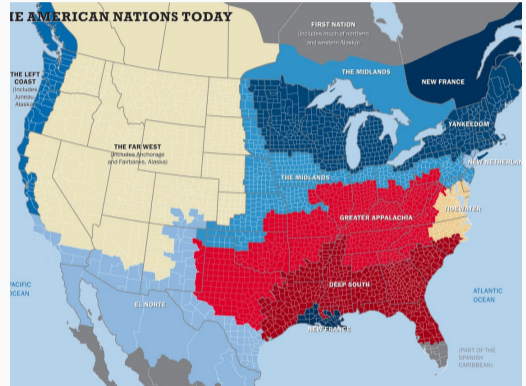 IE AMERICAN NATIONS TODAY
FIRST NATION
(Includes much of northern
and western Alaska)
THE LEFT
COAST
(Includes
Juneau,
Alaska)
THE MIDLANDS
NEW FRANCE
YANKEEDOM
THE FAR WEST
(Includes Anchorage
and Fairbanks, Alaska)
NEW NETHERLAN
THE MIDLANDS
TIDEWATER
GREATER APPALACHIA
DEEP SOUTH
PACIFIC
OCEAN
ATLANTIC
OCEAN
EL NORTE
NEW FRANCE
(PART OF THE
SPANISH
CARIBBEAN)